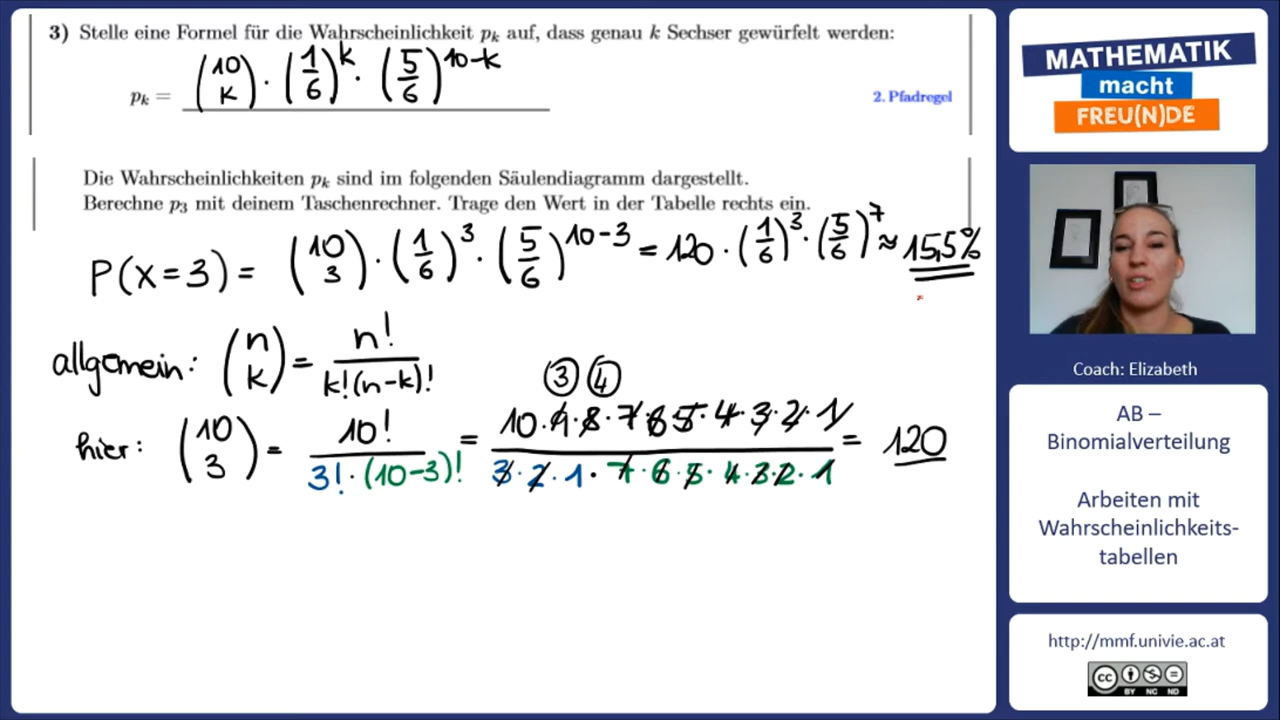 3) Stelle eine Formel für die Wahrscheinlichkeit pₖ auf, dass genau k Sechser gewürfelt werden:
pₖ = (10 k) · (1/6)^k · (5/6)^(10-k)
2. Pfadregel
Die Wahrscheinlichkeiten pₖ sind im folgenden Säulendiagramm dargestellt.
Berechne p₃ mit deinem Taschenrechner. Trage den Wert in der Tabelle rechts ein.
P(X=3) = (10 3) · (1/6)^3 · (5/6)^(10-3) = 120 · (1/6)^3 · (5/6)^7 ≈ 15,5%
allgemein: (n k) = n! / k!(n-k)!
③ ④
hier: (10 3) = 10! / 3! · (10-3)! = 10 · 9 · 8 · 7 · 6 · 5 · 4 · 3 · 2 · 1 / 3 · 2 · 1 · 7 · 6 · 5 · 4 · 3 · 2 · 1 = 120
MATHEMATIK
macht
FREU(N)DE
Coach: Elizabeth
AB –
Binomialverteilung
Arbeiten mit
Wahrscheinlichkeits-
tabellen
http://mmf.univie.ac.at
cc
BY NC ND